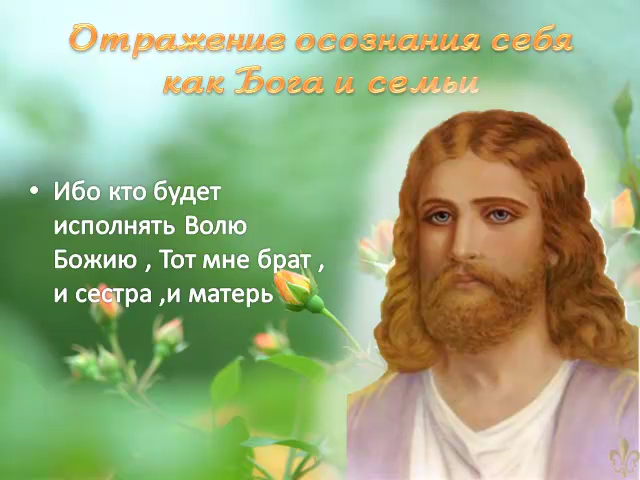 Отражение осознания себя
как Бога и семьи
• Ибо кто будет
исполнять Волю
Божию , Тот мне брат ,
и сестра ,и матерь